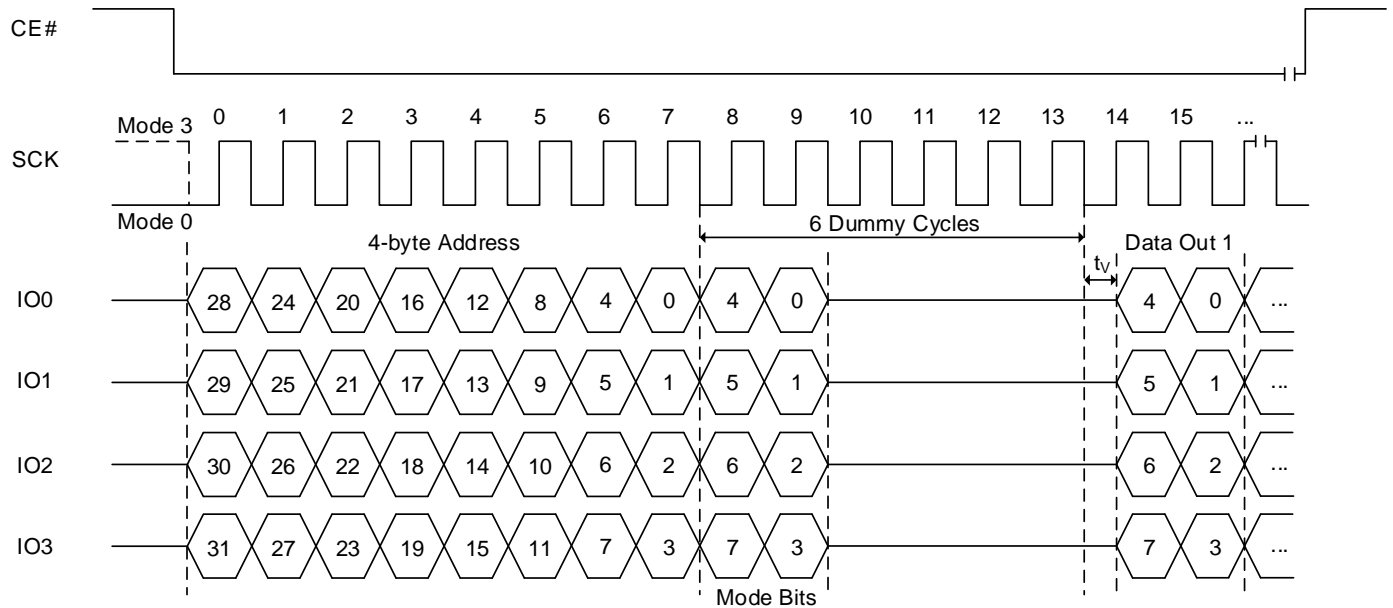 CE#
0 1 2 3 4 5 6 7 8 9 10 11 12 13 14 15 ...
Mode 3
SCK
Mode 0
6 Dummy Cycles
4-byte Address
Data Out 1
tV
IO0 28 24 20 16 12 8 4 0 4 0 4 0 ...
IO1 29 25 21 17 13 9 5 1 5 1 5 1 ...
IO2 30 26 22 18 14 10 6 2 6 2 6 2 ...
IO3 31 27 23 19 15 11 7 3 7 3 7 3 ...
Mode Bits